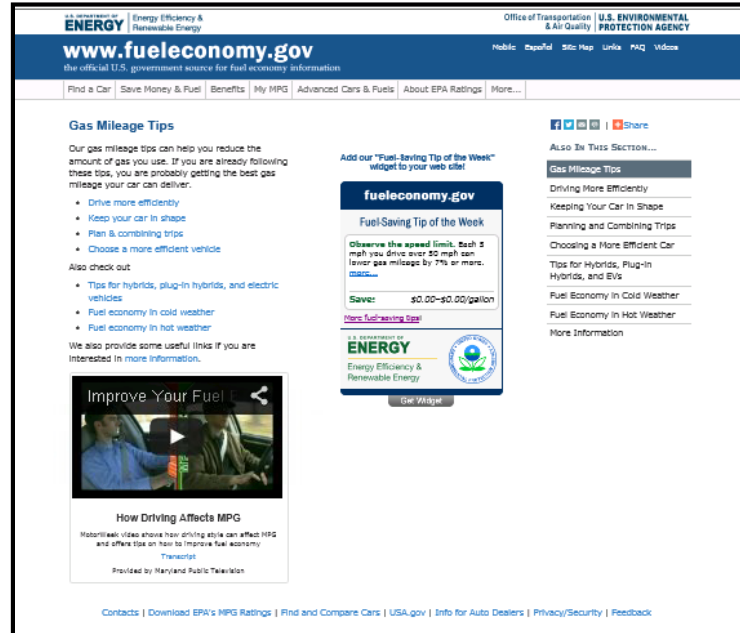 U.S. DEPARTMENT OF
ENERGY
Energy Efficiency &
Renewable Energy
Office of Transportation
& Air Quality
U.S. ENVIRONMENTAL
PROTECTION AGENCY
www.fueleconomy.gov
the official U.S. government source for fuel economy information
Mobile Español Site Map Links FAQ Videos
Find a Car Save Money & Fuel Benefits My MPG Advanced Cars & Fuels About EPA Ratings More...
Gas Mileage Tips
Our gas mileage tips can help you reduce the
amount of gas you use. If you are already following
these tips, you are probably getting the best gas
mileage your car can deliver.
• Drive more efficiently
• Keep your car in shape
• Plan & combining trips
• Choose a more efficient vehicle
Also check out
• Tips for hybrids, plug-in hybrids, and electric
vehicles
• Fuel economy in cold weather
• Fuel economy in hot weather
We also provide some useful links if you are
interested in more information.
Improve Your Fuel E
How Driving Affects MPG
MotorWeek video shows how driving style can affect MPG
and offers tips on how to improve fuel economy
Transcript
Provided by Maryland Public Television
Add our "Fuel-Saving Tip of the Week"
widget to your web site!
fueleconomy.gov
Fuel-Saving Tip of the Week
Observe the speed limit. Each 5
mph you drive over 50 mph can
lower gas mileage by 7% or more.
more...
Save: $0.00-$0.00/gallon
More fuel-saving tips!
U.S. DEPARTMENT OF
ENERGY
Energy Efficiency &
Renewable Energy
Get Widget
Share
ALSO IN THIS SECTION...
Gas Mileage Tips
Driving More Efficiently
Keeping Your Car in Shape
Planning and Combining Trips
Choosing a More Efficient Car
Tips for Hybrids, Plug-in
Hybrids, and EVs
Fuel Economy in Cold Weather
Fuel Economy in Hot Weather
More Information
Contacts | Download EPA's MPG Ratings | Find and Compare Cars | USA.gov | Info for Auto Dealers | Privacy/Security | Feedback